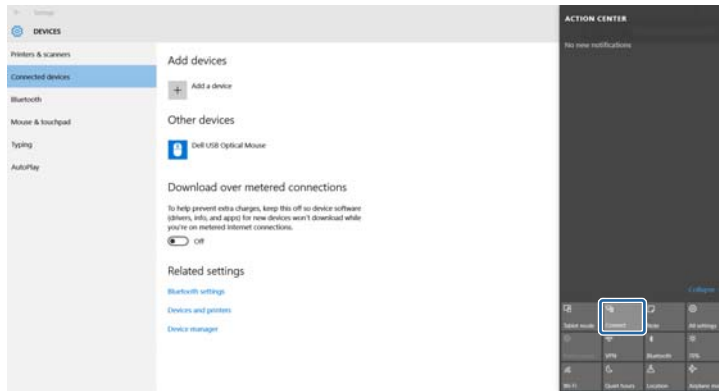 Settings
DEVICES
Printers & scanners
Connected devices
Bluetooth
Mouse & touchpad
Typing
AutoPlay
Add devices
Add a device
Other devices
Dell USB Optical Mouse
Download over metered connections
To help prevent extra charges, keep this off so device software
(drivers, info, and apps) for new devices won't download while
you're on metered Internet connections.
Off
Related settings
Bluetooth settings
Devices and printers
Device manager
ACTION CENTER
No new notifications
Collapse
Tablet mode Connect Note All settings
VPN Bluetooth 70%
Wi-Fi Quiet hours Location Airplane mo